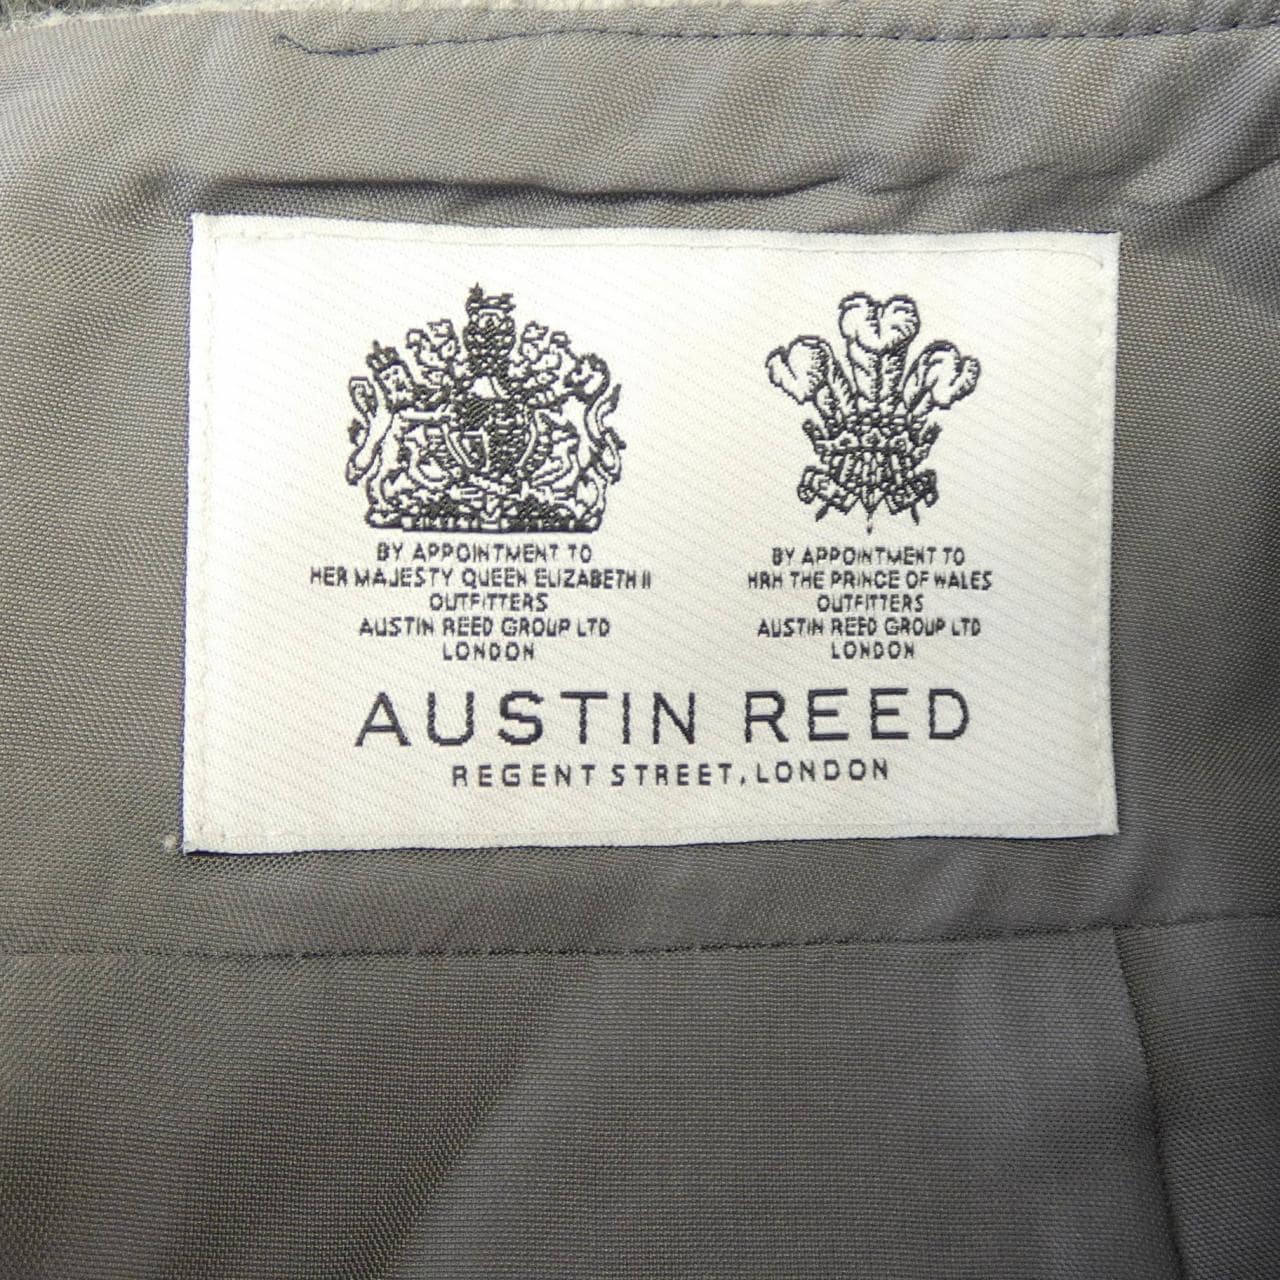 BY APPOINTMENT TO
HER MAJESTY QUEEN ELIZABETH II
OUTFITTERS
AUSTIN REED GROUP LTD
LONDON
BY APPOINTMENT TO
HRH THE PRINCE OF WALES
OUTFITTERS
AUSTIN REED GROUP LTD
LONDON
AUSTIN REED
REGENT STREET, LONDON